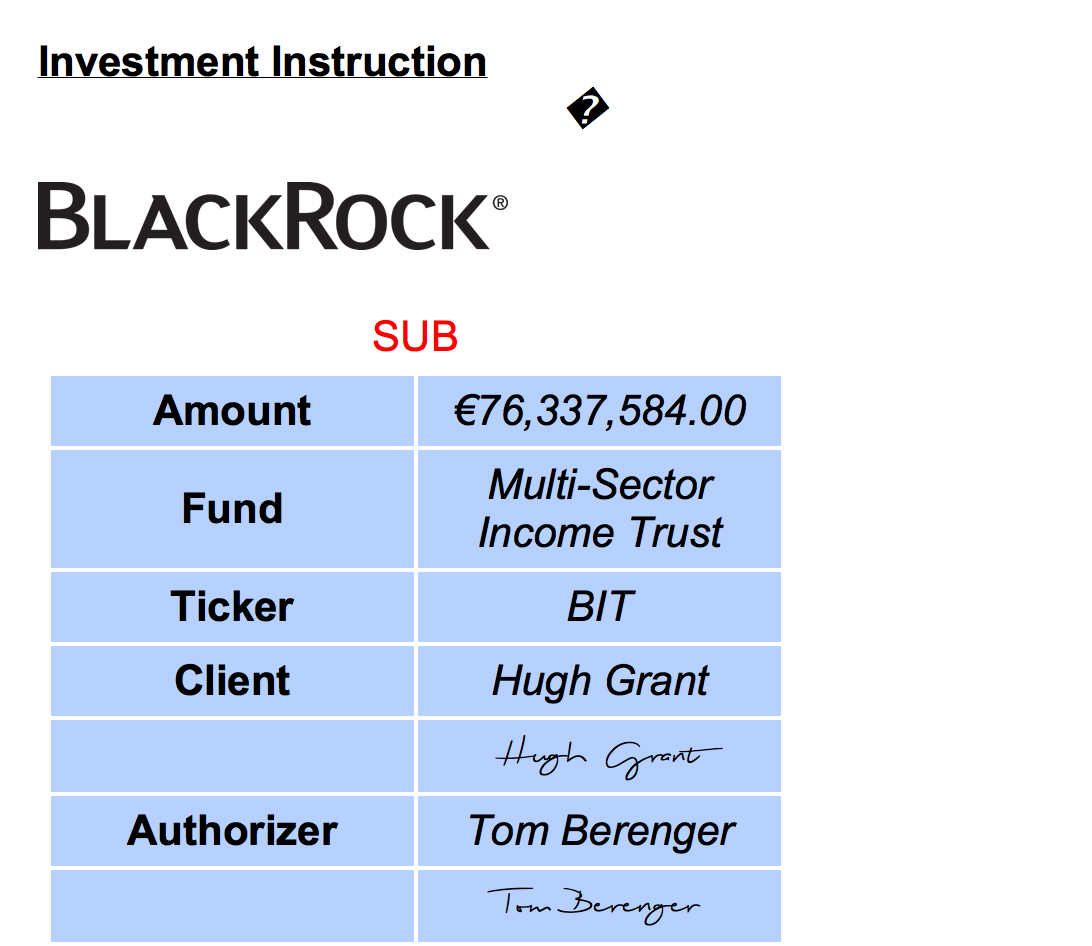 Investment Instruction
�
BLACKROCK®
SUB
Amount €76,337,584.00
Fund Multi-Sector
Income Trust
Ticker BIT
Client Hugh Grant
Hugh Grant
Authorizer Tom Berenger
Tom Berenger